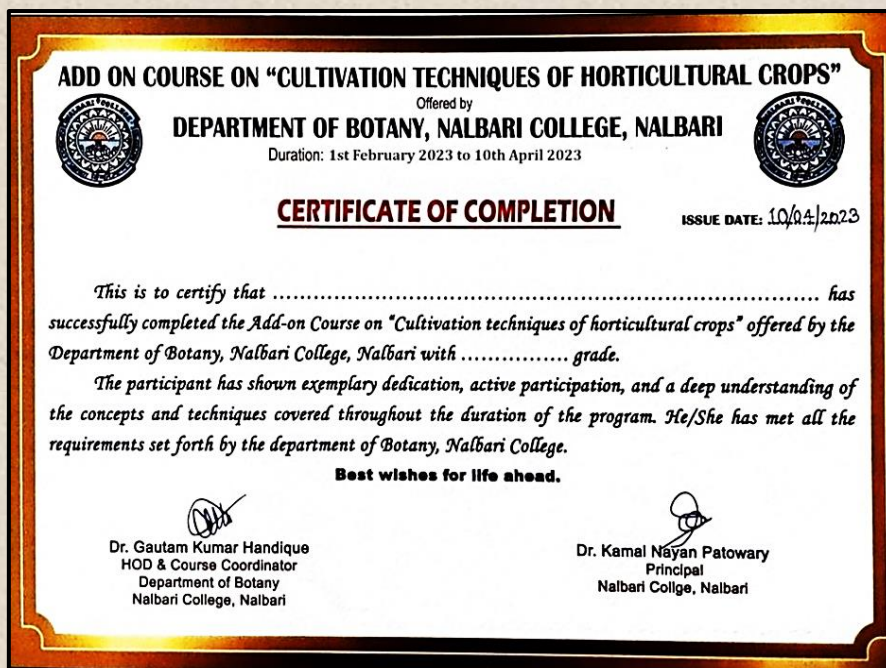 ADD ON COURSE ON “CULTIVATION TECHNIQUES OF HORTICULTURAL CROPS”
Offered by
DEPARTMENT OF BOTANY, NALBARI COLLEGE, NALBARI
Duration: 1st February 2023 to 10th April 2023
CERTIFICATE OF COMPLETION
ISSUE DATE: 10/04/2023
This is to certify that ................................................................................................ has
successfully completed the Add-on Course on "Cultivation techniques of horticultural crops" offered by the
Department of Botany, Nalbari College, Nalbari with .................. grade.
The participant has shown exemplary dedication, active participation, and a deep understanding of
the concepts and techniques covered throughout the duration of the program. He/She has met all the
requirements set forth by the department of Botany, Nalbari College.
Best wishes for life ahead.
Dr. Gautam Kumar Handique
HOD & Course Coordinator
Department of Botany
Nalbari College, Nalbari
Dr. Kamal Nayan Patowary
Principal
Nalbari Collge, Nalbari